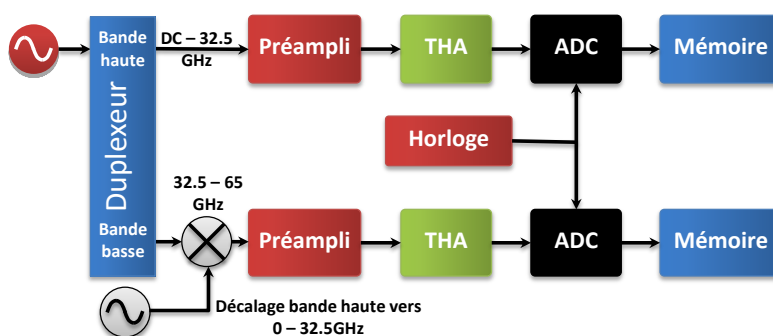 Bande
haute
DC – 32.5
GHz
Préampli
THA
ADC
Mémoire
Duplexeur
Horloge
32.5 – 65
GHz
Bande
basse
Préampli
THA
ADC
Mémoire
Décalage bande haute vers
0 – 32.5GHz